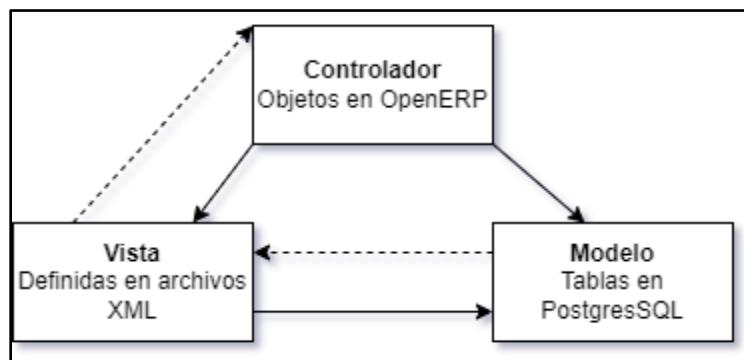 Controlador
Objetos en OpenERP
Vista
Definidas en archivos
XML
Modelo
Tablas en
PostgresSQL